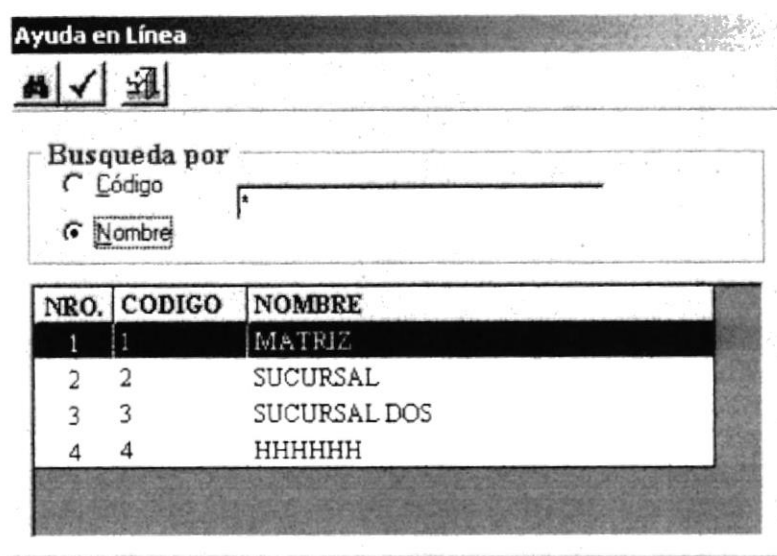 Ayuda en Línea
Busqueda por
Código
*
Nombre
NRO. CODIGO NOMBRE
1 1 MATRIZ
2 2 SUCURSAL
3 3 SUCURSAL DOS
4 4 HHHHHH